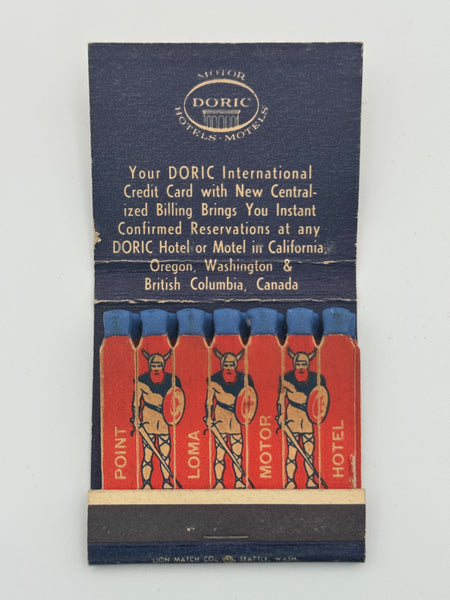 MOTOR
DORIC
HOTELS - MOTELS
Your DORIC International
Credit Card with New Central-
ized Billing Brings You Instant
Confirmed Reservations at any
DORIC Hotel or Motel in California,
Oregon, Washington &
British Columbia, Canada
POINT
LOMA
MOTOR
HOTEL
LION MATCH CO., INC. SEATTLE, WASH.